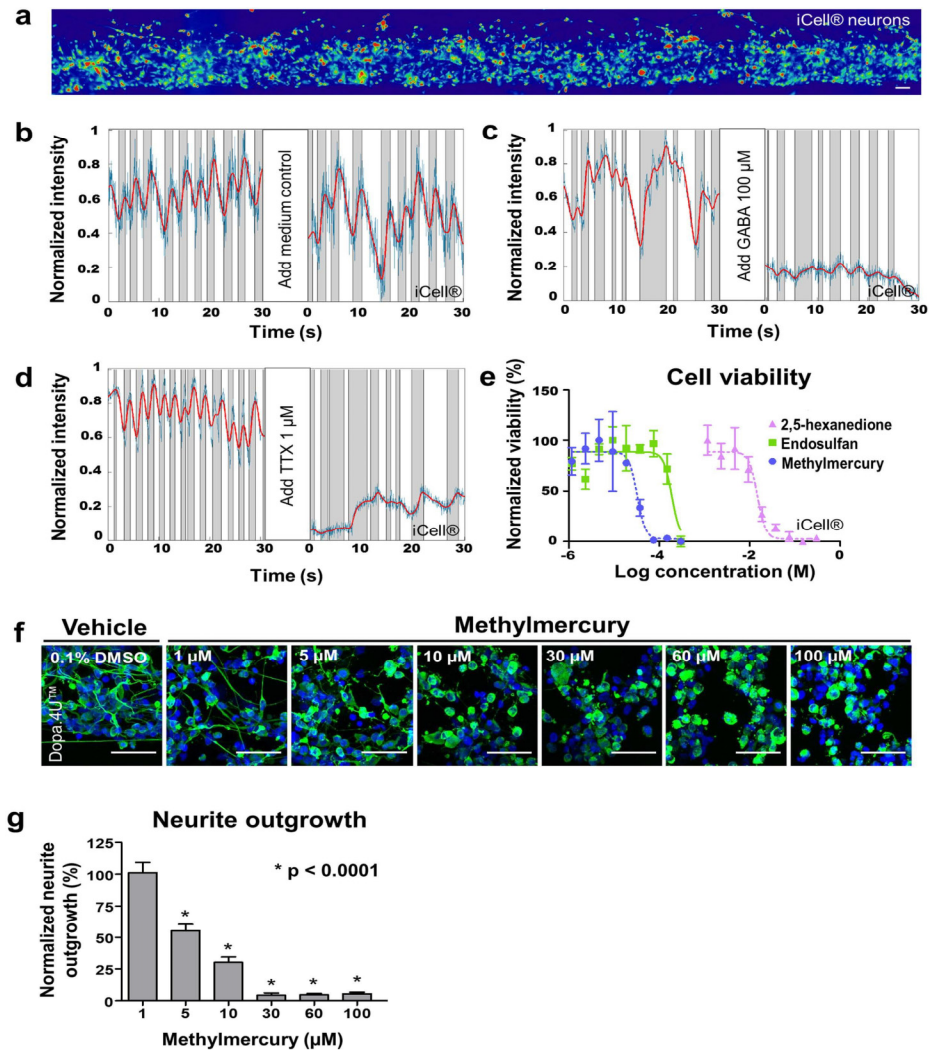 a
iCell® neurons
b
Normalized intensity
1
0.8
0.6
0.4
0.2
0
Add medium control
iCell®
0 10 20 30 0 10 20 30
Time (s)
c
Normalized intensity
1
0.8
0.6
0.4
0.2
0
Add GABA 100 µM
iCell®
0 10 20 30 0 10 20 30
Time (s)
d
Normalized intensity
1
0.8
0.6
0.4
0.2
0
Add TTX 1 µM
iCell®
0 10 20 30 0 10 20 30
Time (s)
e
Cell viability
Normalized viability (%)
150
100
50
0
2,5-hexanedione
Endosulfan
Methylmercury
iCell®
-6 -4 -2 0
Log concentration (M)
f
Vehicle
Methylmercury
0.1% DMSO
1 µM
5 µM
10 µM
30 µM
60 µM
100 µM
Dopa.4U™
g
Neurite outgrowth
Normalized neurite
outgrowth (%)
125
100
75
50
25
0
* p < 0.0001
* * * * *
1 5 10 30 60 100
Methylmercury (µM)